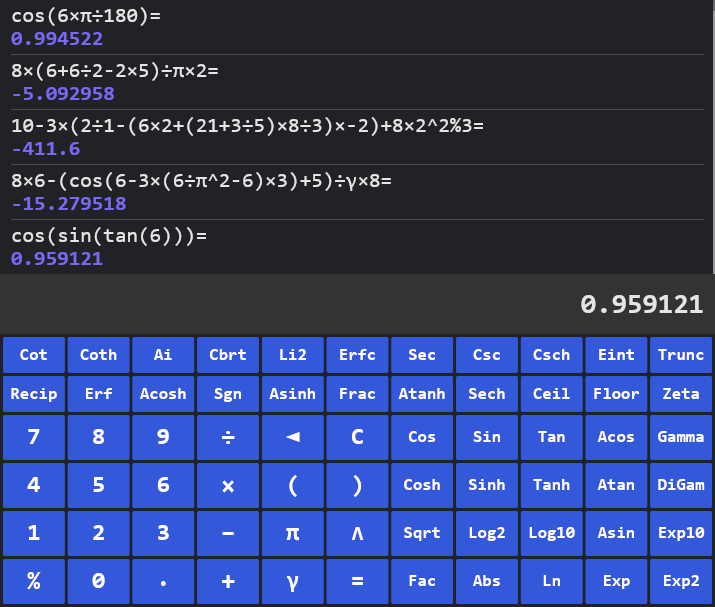 cos(6×π÷180)=
0.994522
8×(6+6÷2-2×5)÷π×2=
-5.092958
10-3×(2÷1-(6×2+(21+3÷5)×8÷3)×-2)+8×2^2%3=
-411.6
8×6-(cos(6-3×(6÷π^2-6)×3)+5)÷γ×8=
-15.279518
cos(sin(tan(6)))=
0.959121
0.959121
Cot Coth Ai Cbrt Li2 Erfc Sec Csc Csch Eint Trunc
Recip Erf Acosh Sgn Asinh Frac Atanh Sech Ceil Floor Zeta
7 8 9 ÷ ◄ C Cos Sin Tan Acos Gamma
4 5 6 × ( ) Cosh Sinh Tanh Atan DiGam
1 2 3 − π ʌ Sqrt Log2 Log10 Asin Exp10
% 0 . + γ = Fac Abs Ln Exp Exp2